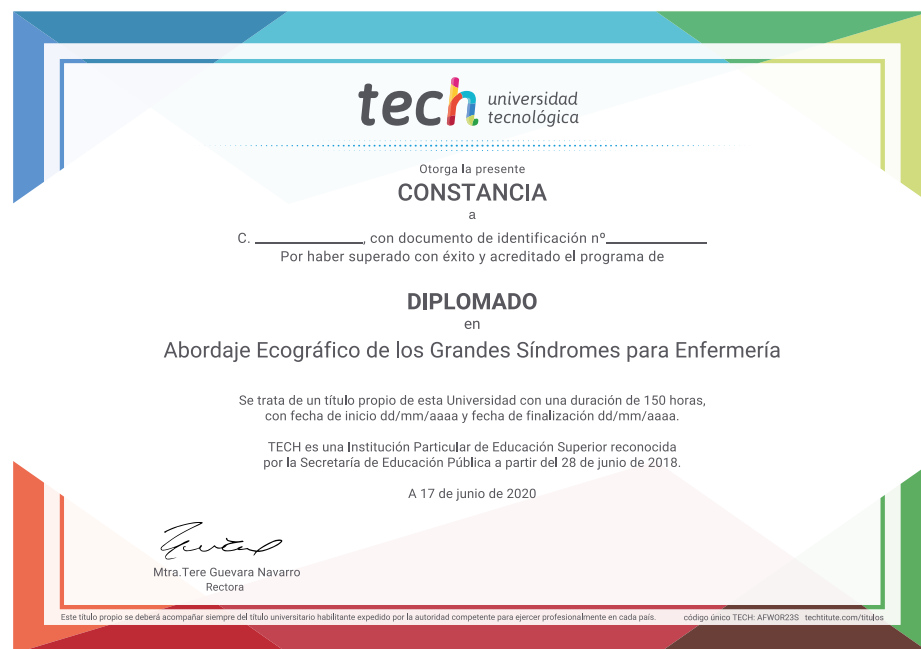 tech universidad
tecnológica
Otorga la presente
CONSTANCIA
a
C. ____________, con documento de identificación nº____________
Por haber superado con éxito y acreditado el programa de
DIPLOMADO
en
Abordaje Ecográfico de los Grandes Síndromes para Enfermería
Se trata de un título propio de esta Universidad con una duración de 150 horas,
con fecha de inicio dd/mm/aaaa y fecha de finalización dd/mm/aaaa.
TECH es una Institución Particular de Educación Superior reconocida
por la Secretaría de Educación Pública a partir del 28 de junio de 2018.
A 17 de junio de 2020
Mtra.Tere Guevara Navarro
Rectora
Este título propio se deberá acompañar siempre del título universitario habilitante expedido por la autoridad competente para ejercer profesionalmente en cada país. código único TECH: AFWOR23S techtitute.com/titulos